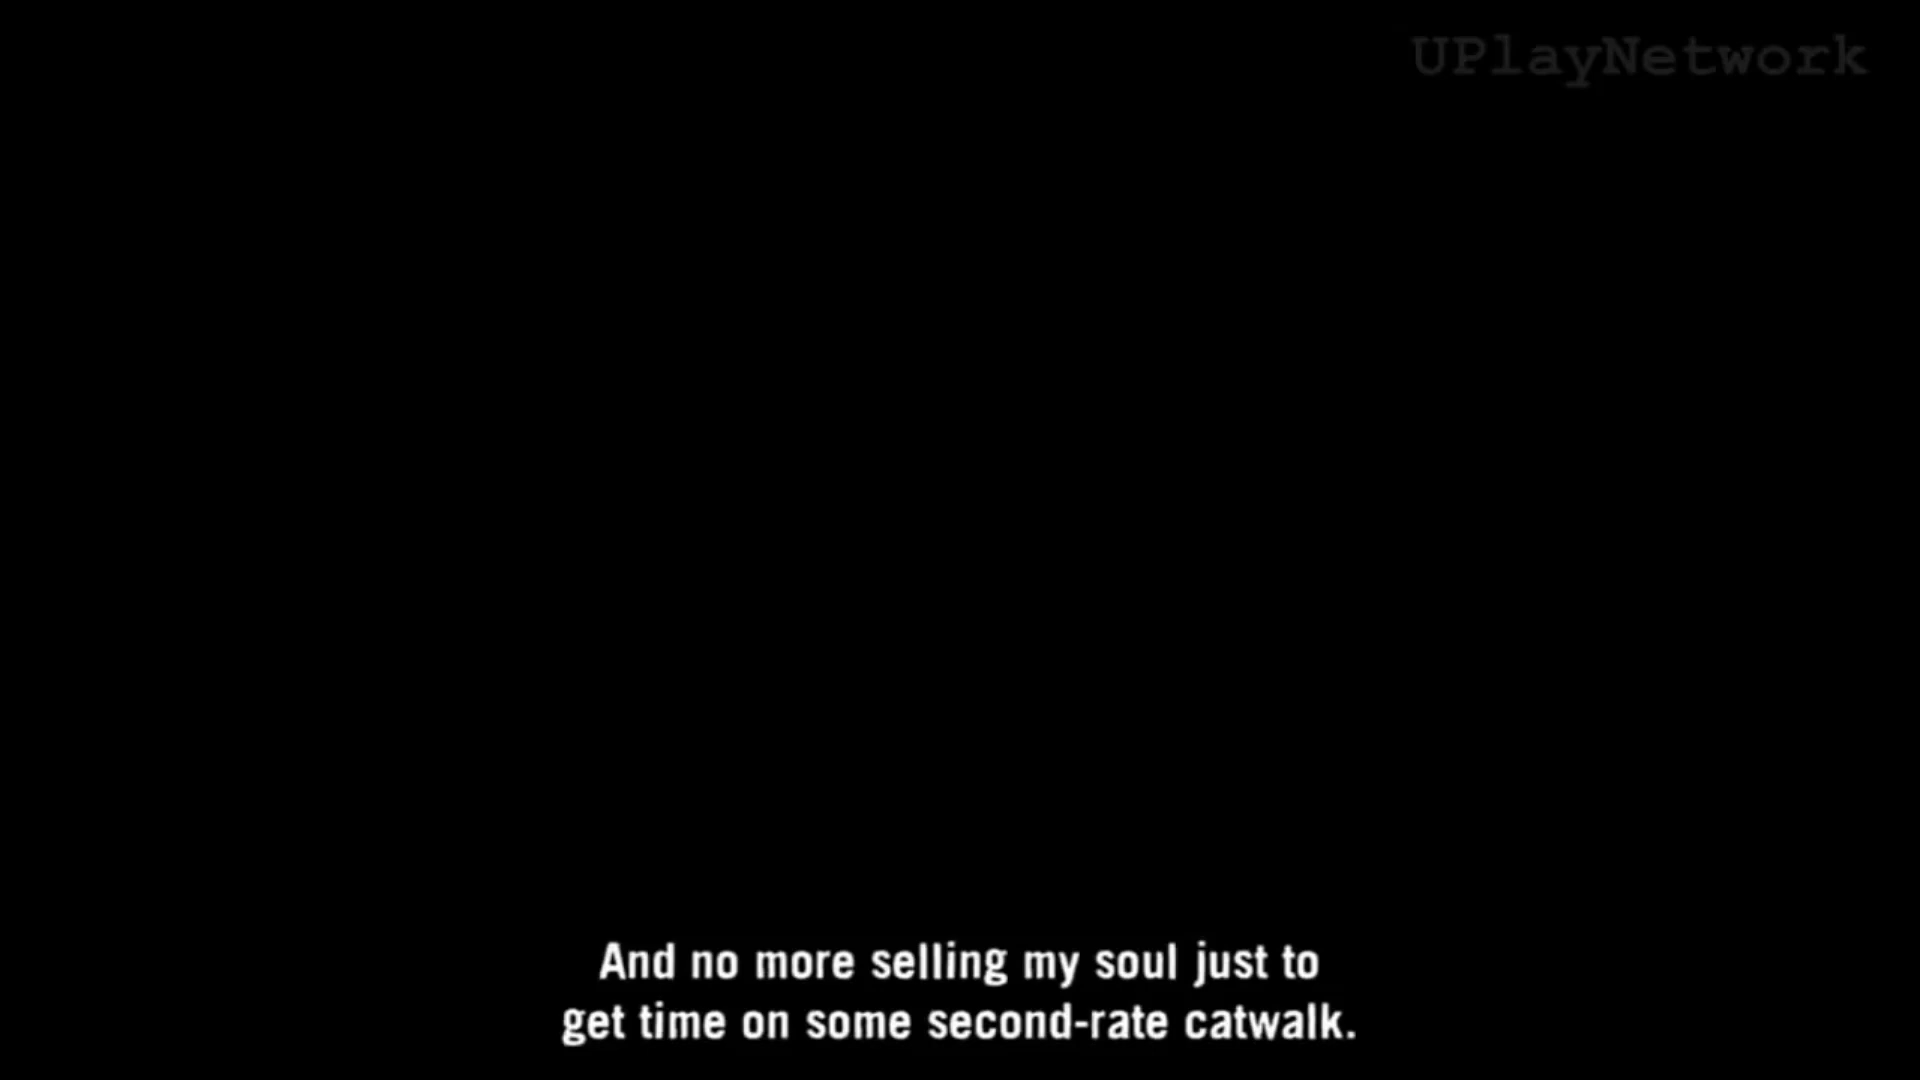 UPlayNetwork
And no more selling my soul just to
get time on some second-rate catwalk.